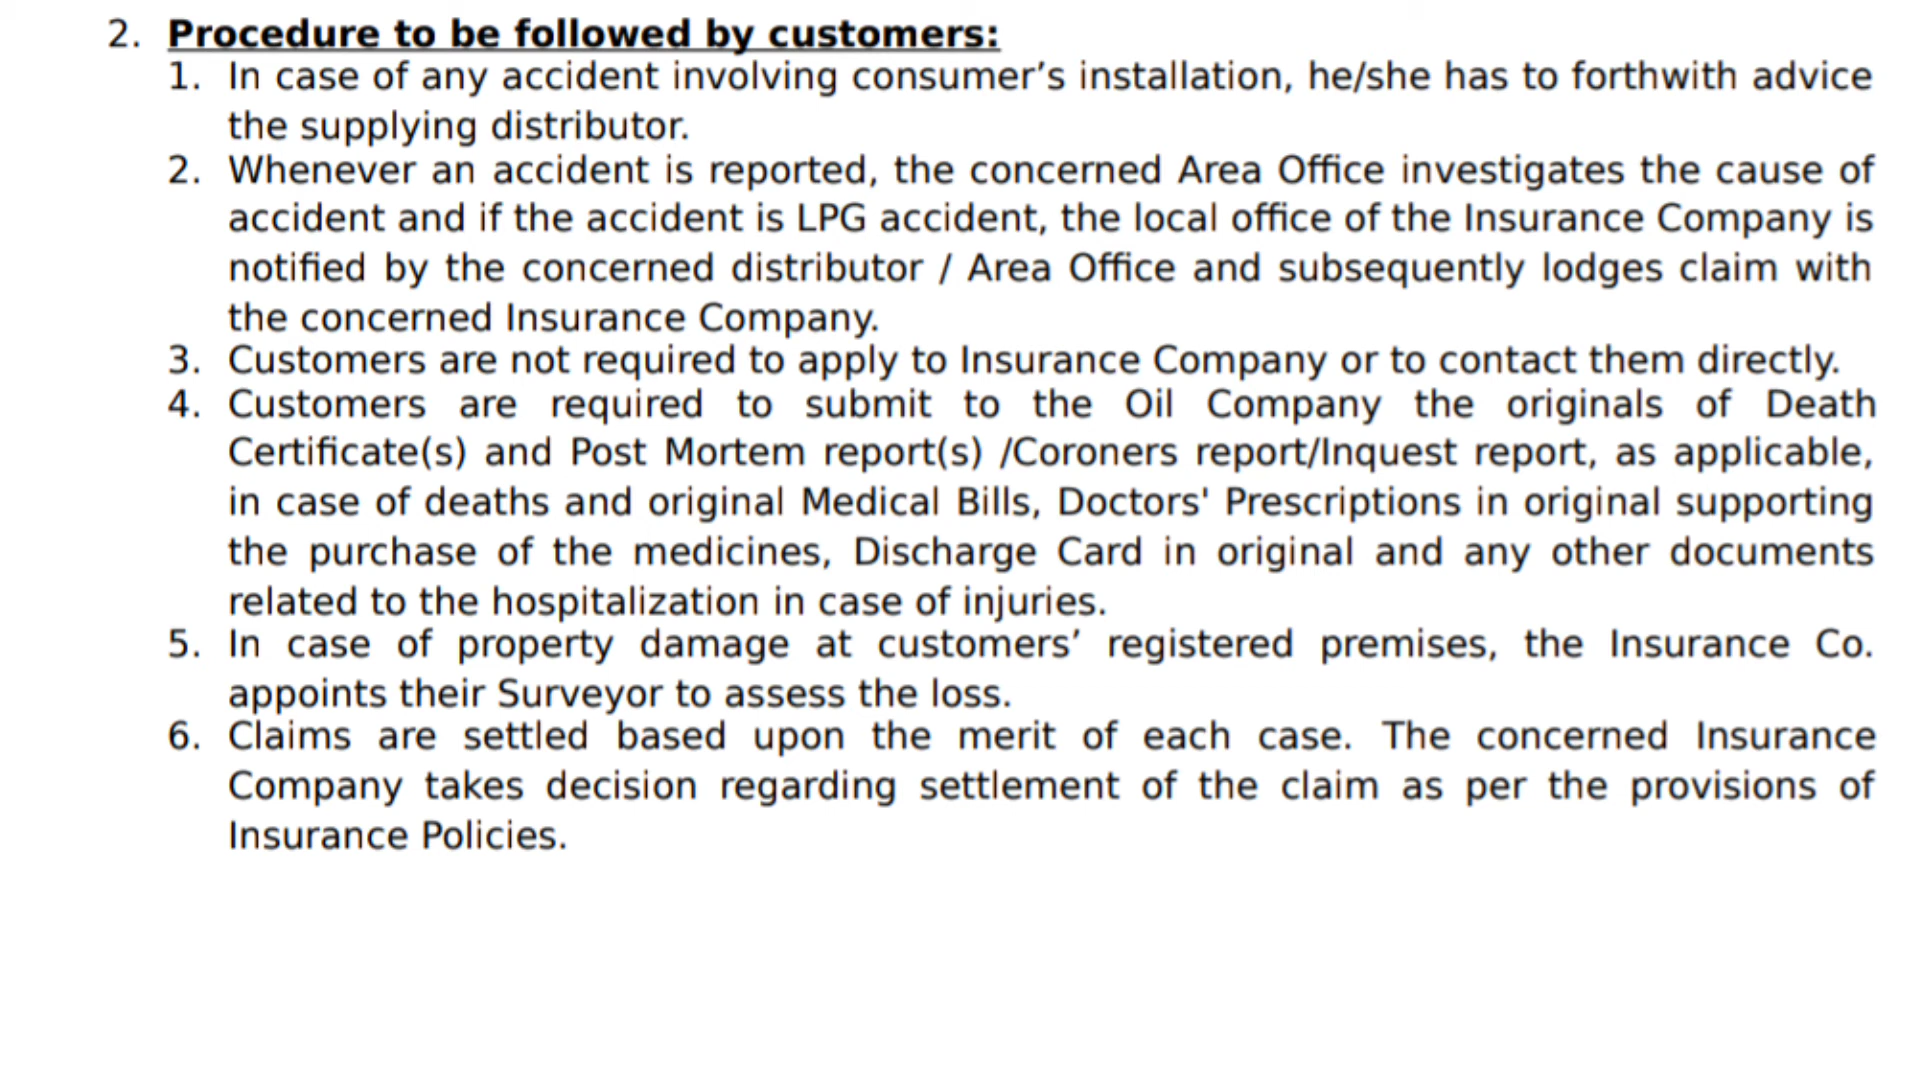 2. Procedure to be followed by customers:
1. In case of any accident involving consumer’s installation, he/she has to forthwith advice
the supplying distributor.
2. Whenever an accident is reported, the concerned Area Office investigates the cause of
accident and if the accident is LPG accident, the local office of the Insurance Company is
notified by the concerned distributor / Area Office and subsequently lodges claim with
the concerned Insurance Company.
3. Customers are not required to apply to Insurance Company or to contact them directly.
4. Customers are required to submit to the Oil Company the originals of Death
Certificate(s) and Post Mortem report(s) /Coroners report/Inquest report, as applicable,
in case of deaths and original Medical Bills, Doctors' Prescriptions in original supporting
the purchase of the medicines, Discharge Card in original and any other documents
related to the hospitalization in case of injuries.
5. In case of property damage at customers’ registered premises, the Insurance Co.
appoints their Surveyor to assess the loss.
6. Claims are settled based upon the merit of each case. The concerned Insurance
Company takes decision regarding settlement of the claim as per the provisions of
Insurance Policies.